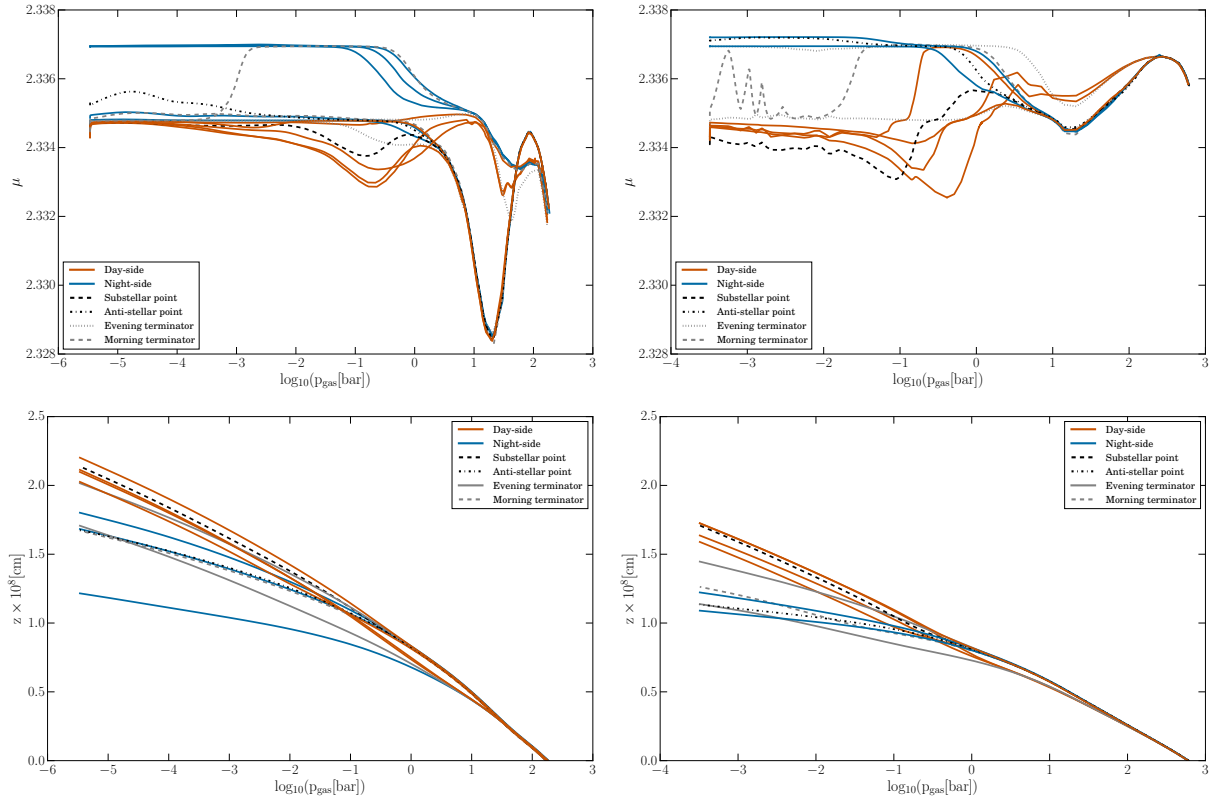 2.338
2.336
2.334
2.332
2.330
2.328
μ
−6 −5 −4 −3 −2 −1 0 1 2 3
log10(pgas[bar])
Day-side
Night-side
Substellar point
Anti-stellar point
Evening terminator
Morning terminator
2.338
2.336
2.334
2.332
2.330
2.328
μ
−4 −3 −2 −1 0 1 2 3
log10(pgas[bar])
Day-side
Night-side
Substellar point
Anti-stellar point
Evening terminator
Morning terminator
2.5
2.0
1.5
1.0
0.5
0.0
z × 10^8[cm]
−6 −5 −4 −3 −2 −1 0 1 2 3
log10(pgas[bar])
Day-side
Night-side
Substellar point
Anti-stellar point
Evening terminator
Morning terminator
2.5
2.0
1.5
1.0
0.5
0.0
z × 10^8[cm]
−4 −3 −2 −1 0 1 2 3
log10(pgas[bar])
Day-side
Night-side
Substellar point
Anti-stellar point
Evening terminator
Morning terminator